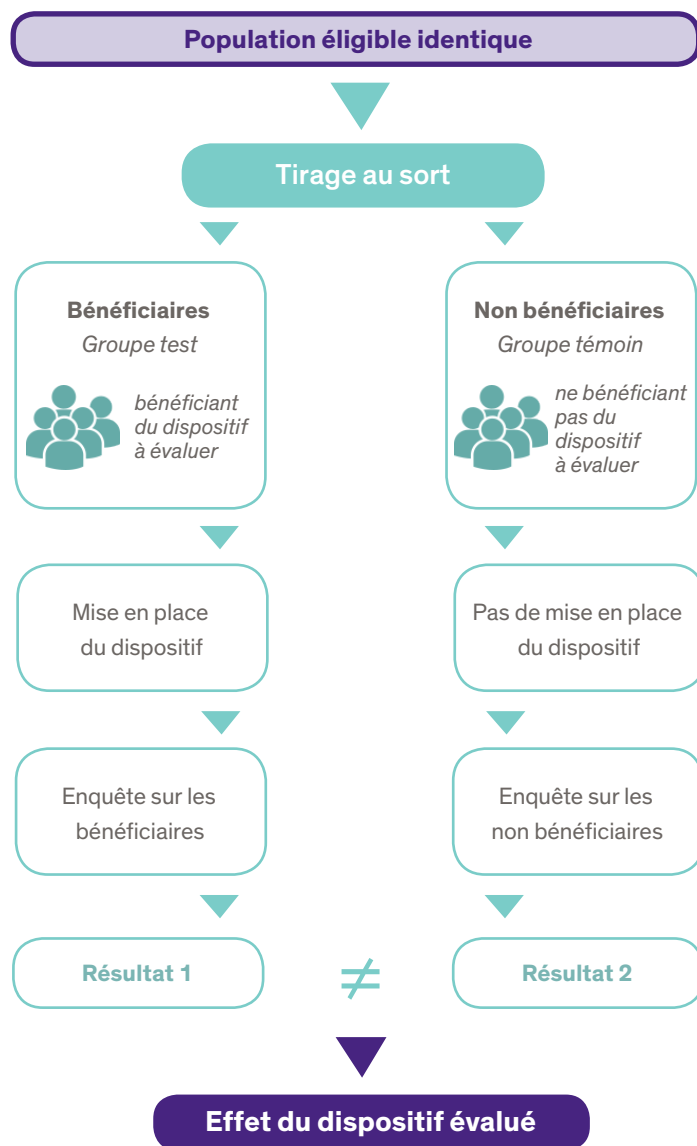 Population éligible identique
Tirage au sort
Bénéficiaires
Groupe test
bénéficiant
du dispositif
à évaluer
Non bénéficiaires
Groupe témoin
ne bénéficiant
pas du
dispositif
à évaluer
Mise en place
du dispositif
Pas de mise en place
du dispositif
Enquête sur les
bénéficiaires
Enquête sur les
non bénéficiaires
Résultat 1
≠
Résultat 2
Effet du dispositif évalué